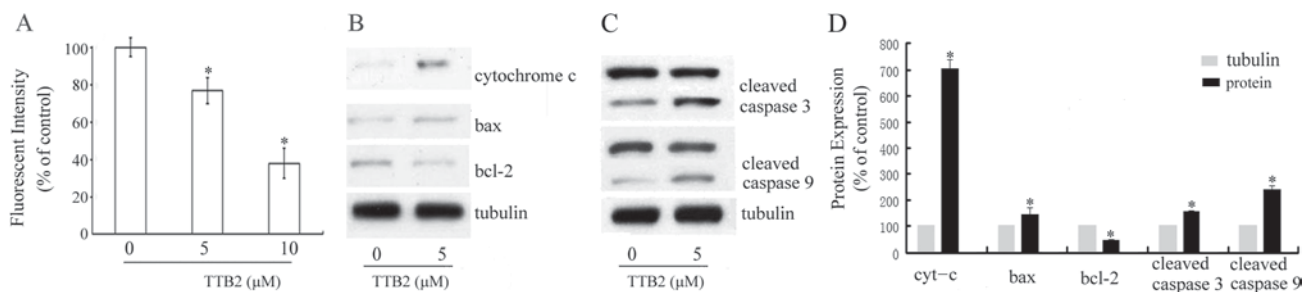 A
Fluorescent Intensity
(% of control)
100
80
60
40
20
0
0
5
10
TTB2 (μM)
B
cytochrome c
bax
bcl-2
tubulin
0
5
TTB2 (μM)
C
cleaved
caspase 3
cleaved
caspase 9
tubulin
0
5
TTB2 (μM)
D
Protein Expression
(% of control)
800
700
600
500
400
300
200
100
0
tubulin
protein
cyt-c
bax
bcl-2
cleaved
caspase 3
cleaved
caspase 9
*
*
*
*
*
*
*